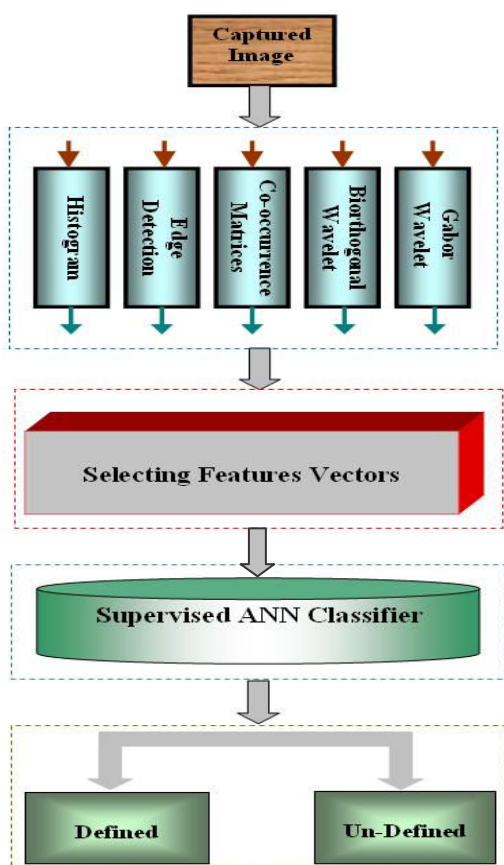 Captured
Image
Histogram
Edge
Detection
Co-occurrence
Matrices
Biorthogonal
Wavelet
Gabor
Wavelet
Selecting Features Vectors
Supervised ANN Classifier
Defined
Un-Defined